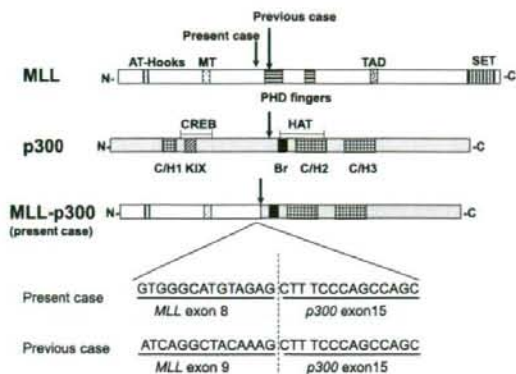 Previous case
Present case
AT-Hooks MT TAD SET
MLL N- -C
PHD fingers
CREB HAT
p300 N- -C
C/H1 KIX Br C/H2 C/H3
MLL-p300 N- -C
(present case)
Present case GTGGGCATGTAGAG CTT TCCCAGCCAGC
MLL exon 8 p300 exon15
Previous case ATCAGGCTACAAAG CTT TCCCAGCCAGC
MLL exon 9 p300 exon15